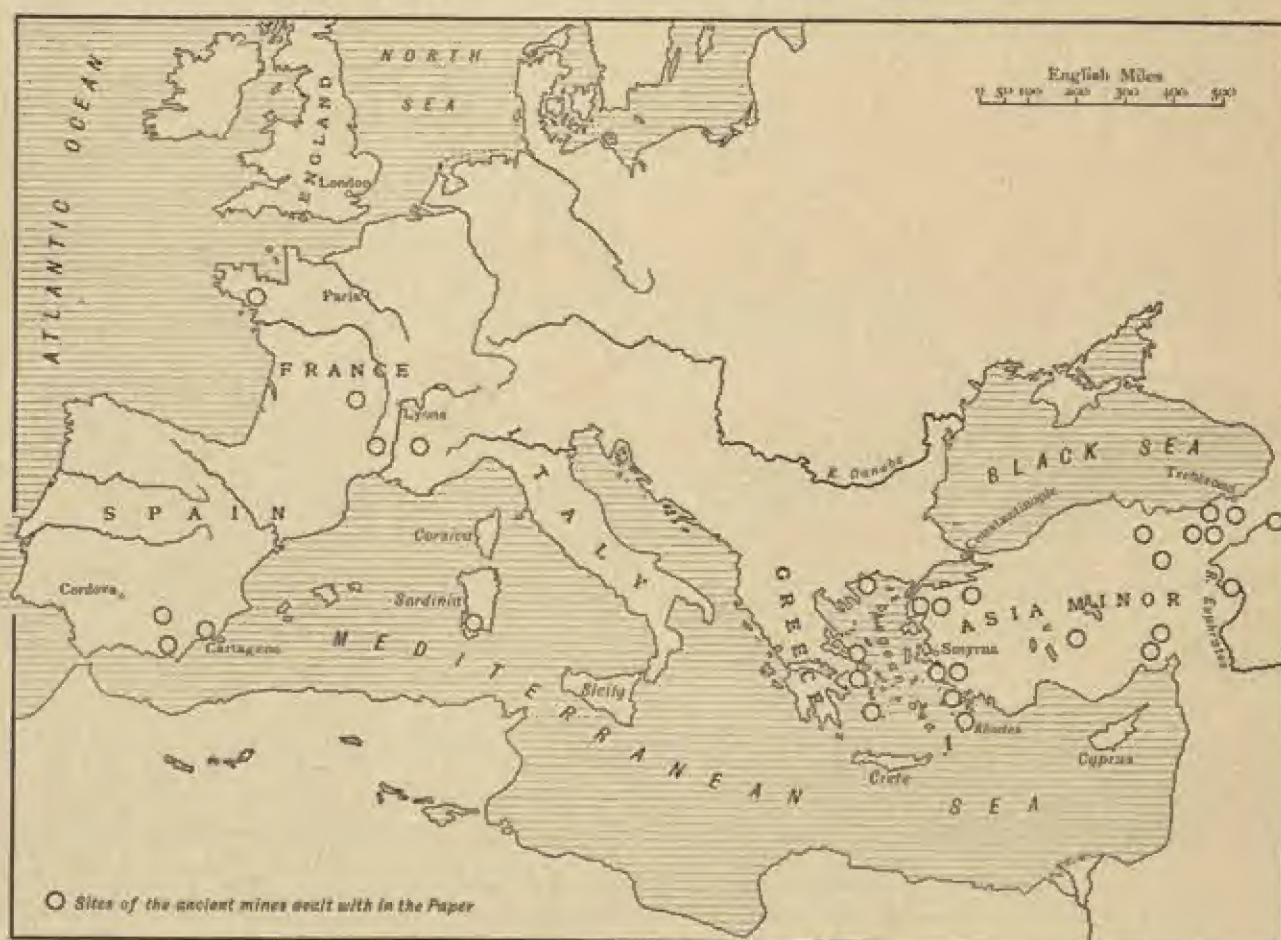 ATLANTIC OCEAN
NORTH
SEA
English Miles
0 50 100 200 300 400 500
ENGLAND
London
Paris
FRANCE
Lyons
SPAIN
Cordova
Cartagena
Corsica
Sardinia
ITALY
Sicily
MEDITERRANEAN SEA
R. Danube
BLACK SEA
Trebizond
Constantinople
GREECE
Aegean Sea
ASIA MINOR
Smyrna
R. Euphrates
Rhodes
Crete
Cyprus
Sites of the ancient mines dealt with in the Paper